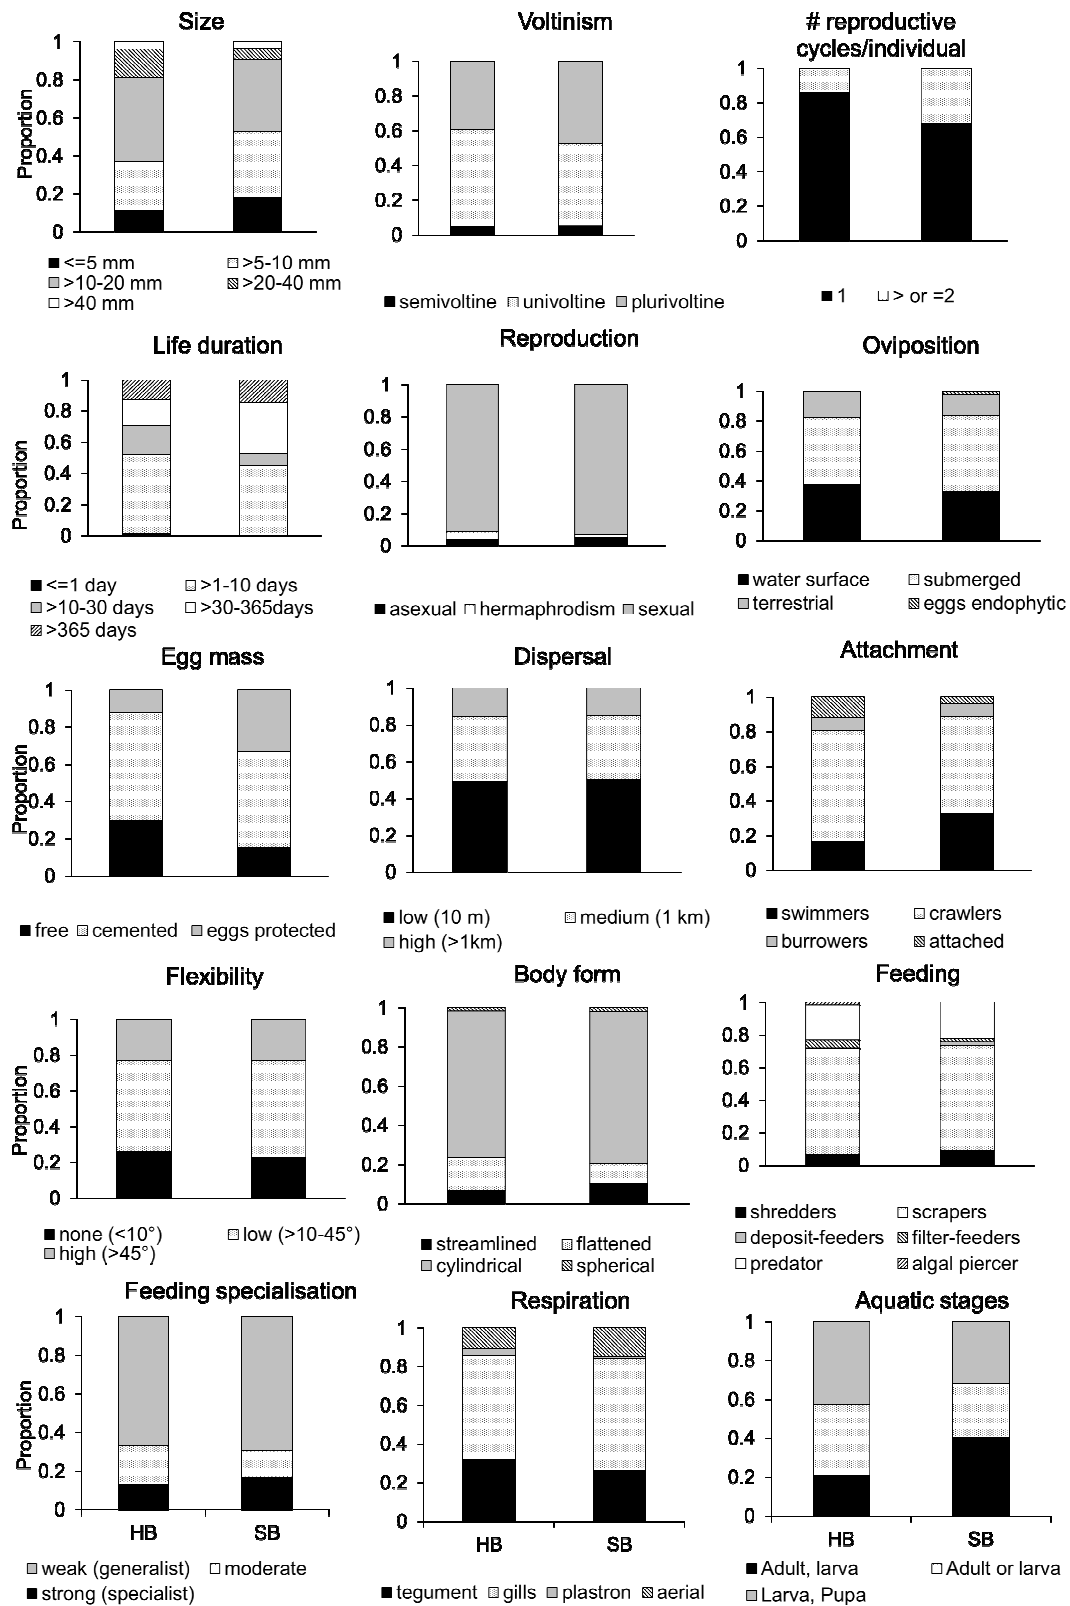 Size
Proportion
1
0.8
0.6
0.4
0.2
0
<=5 mm >5-10 mm
>10-20 mm >20-40 mm
>40 mm
Voltinism
1
0.8
0.6
0.4
0.2
0
semivoltine univoltine plurivoltine
# reproductive
cycles/individual
1
0.8
0.6
0.4
0.2
0
1 > or =2
Life duration
Proportion
1
0.8
0.6
0.4
0.2
0
<=1 day >1-10 days
>10-30 days >30-365days
>365 days
Reproduction
1
0.8
0.6
0.4
0.2
0
asexual hermaphrodism sexual
Oviposition
1
0.8
0.6
0.4
0.2
0
water surface submerged
terrestrial eggs endophytic
Egg mass
Proportion
1
0.8
0.6
0.4
0.2
0
free cemented eggs protected
Dispersal
1
0.8
0.6
0.4
0.2
0
low (10 m) medium (1 km)
high (>1km)
Attachment
1
0.8
0.6
0.4
0.2
0
swimmers crawlers
burrowers attached
Flexibility
Proportion
1
0.8
0.6
0.4
0.2
0
none (<10°) low (>10-45°)
high (>45°)
Body form
1
0.8
0.6
0.4
0.2
0
streamlined flattened
cylindrical spherical
Feeding
1
0.8
0.6
0.4
0.2
0
shredders scrapers
deposit-feeders filter-feeders
predator algal piercer
Feeding specialisation
Proportion
1
0.8
0.6
0.4
0.2
0
HB SB
weak (generalist) moderate
strong (specialist)
Respiration
1
0.8
0.6
0.4
0.2
0
HB SB
tegument gills plastron aerial
Aquatic stages
1
0.8
0.6
0.4
0.2
0
HB SB
Adult, larva Adult or larva
Larva, Pupa